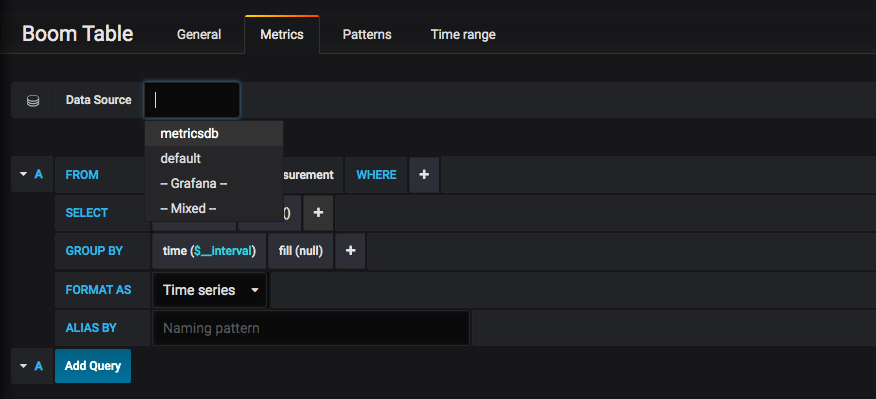 Boom Table General Metrics Patterns Time range
Data Source
metricsdb
default
-- Grafana --
-- Mixed --
A FROM surement WHERE +
SELECT () +
GROUP BY time ($__interval) fill (null) +
FORMAT AS Time series
ALIAS BY Naming pattern
A Add Query